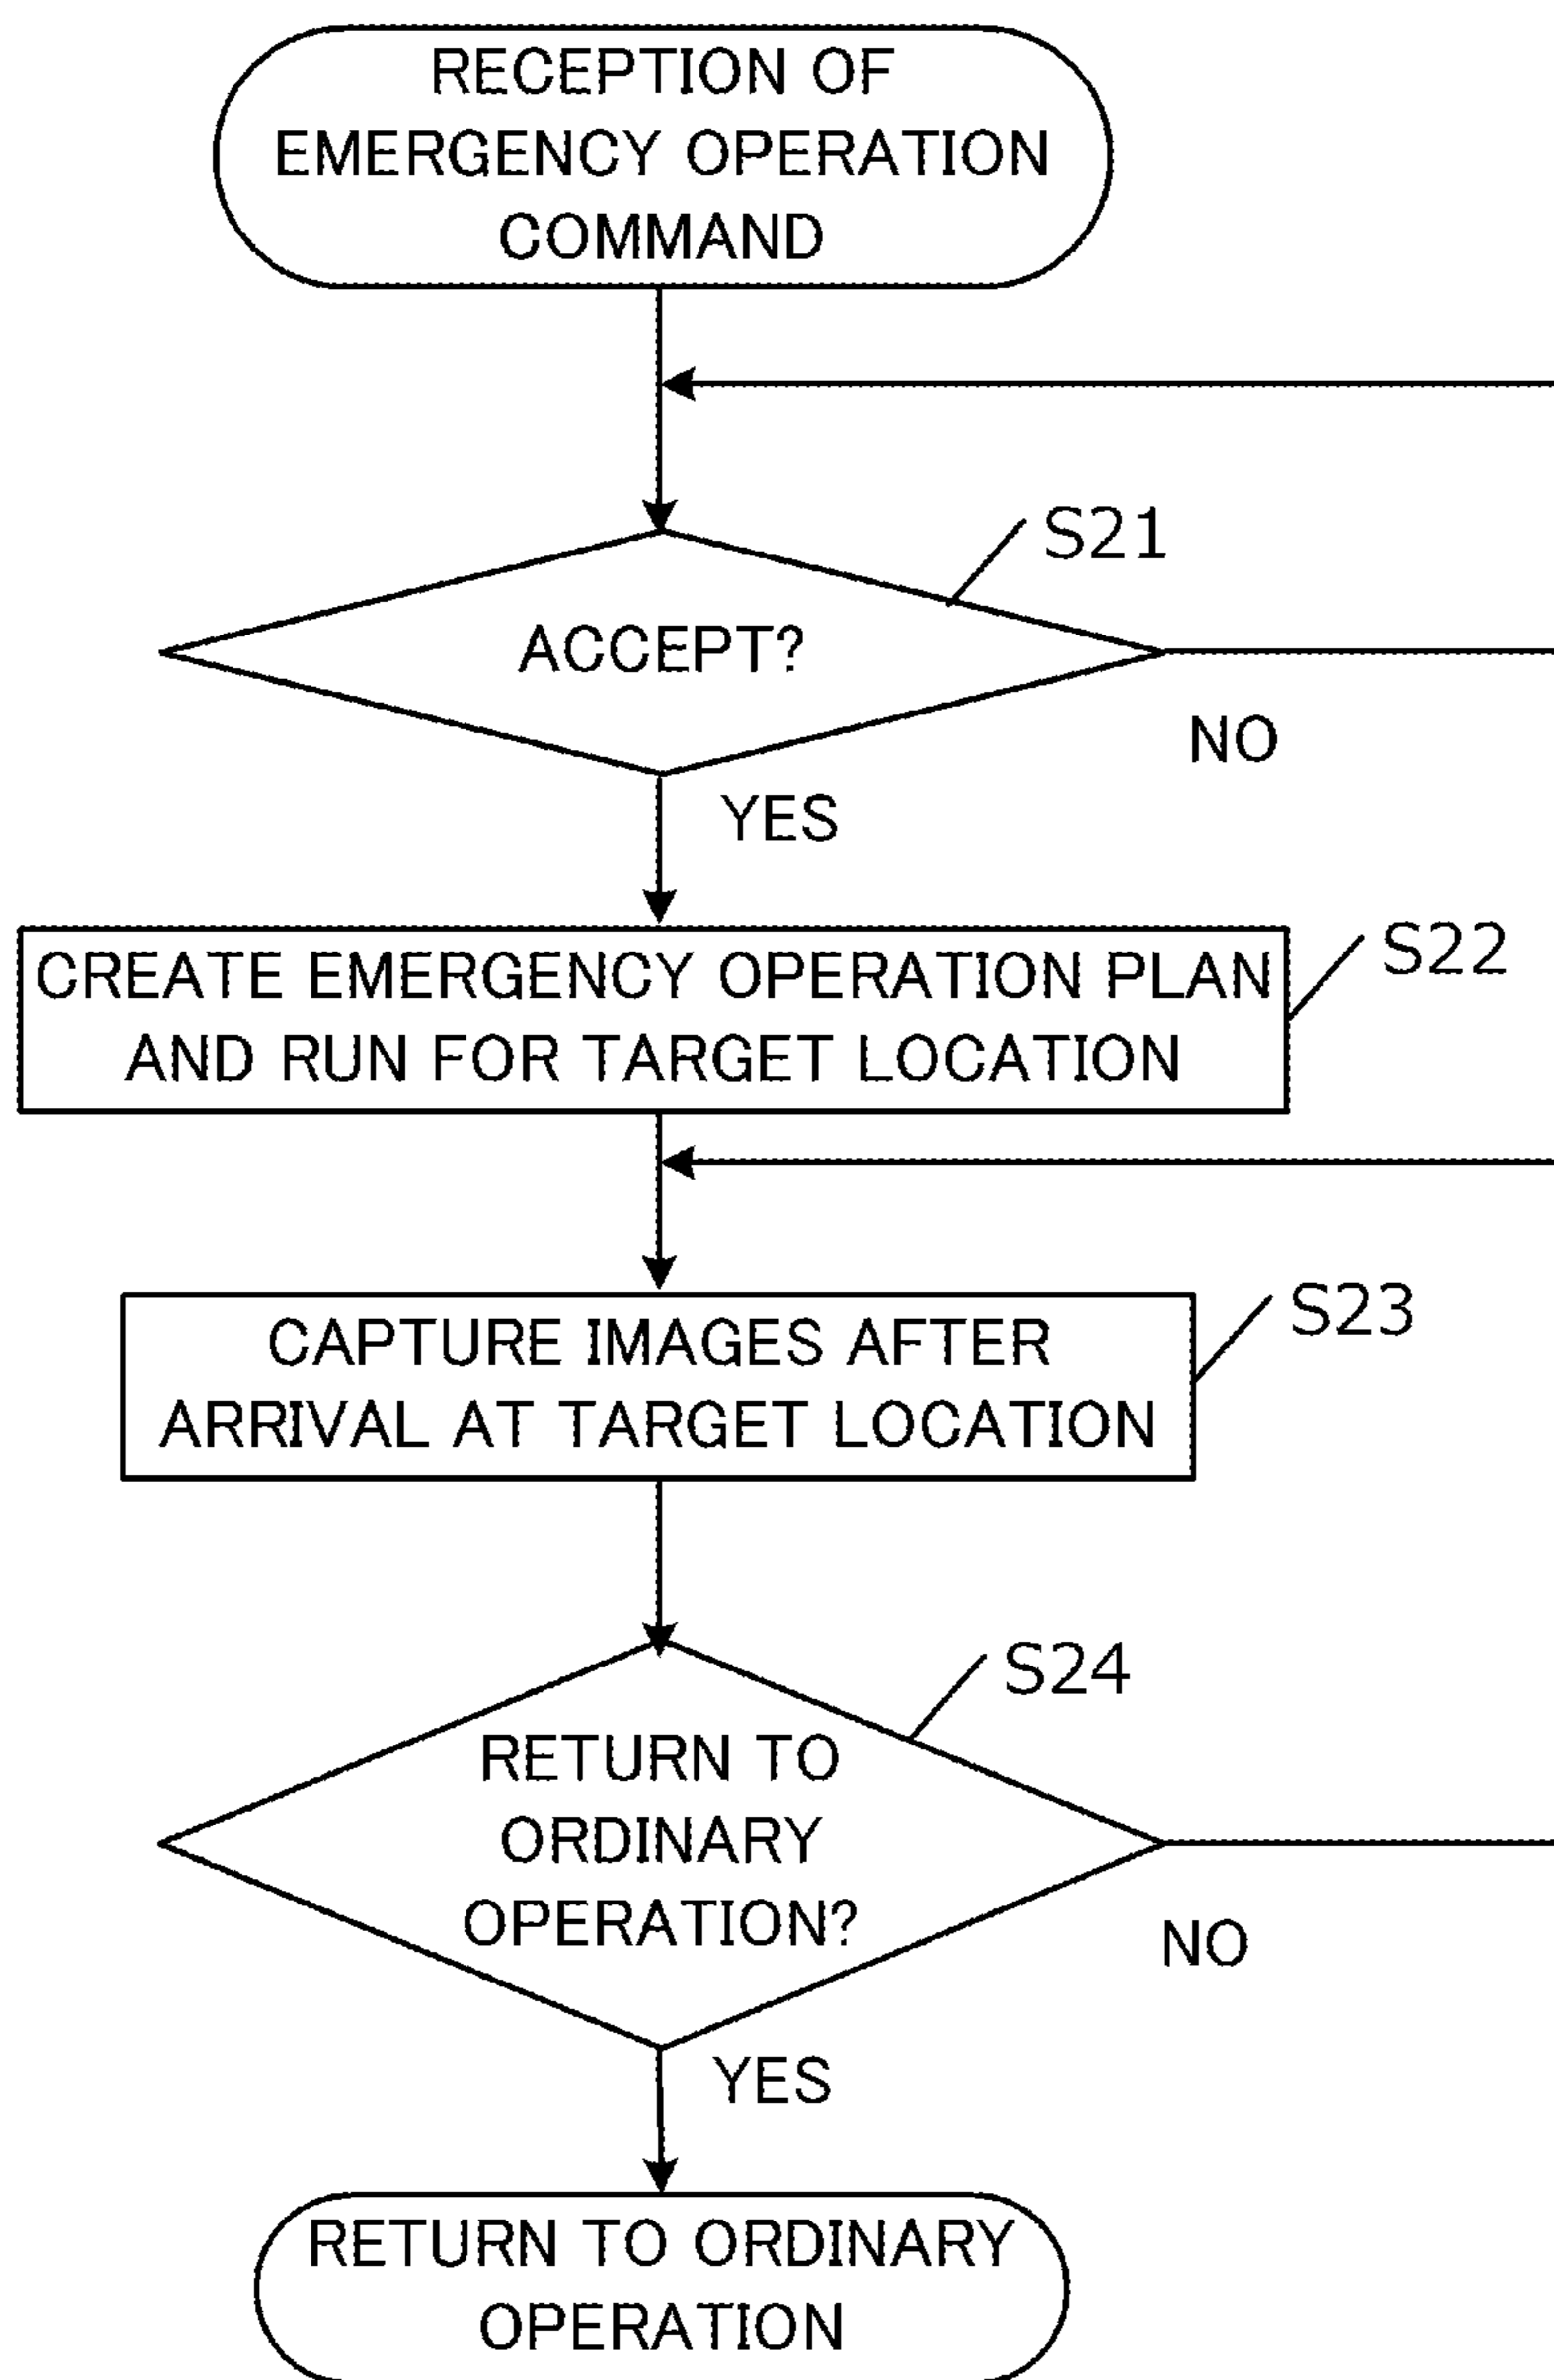 RECEPTION OF
EMERGENCY OPERATION
COMMAND
S21
ACCEPT?
NO
YES
S22
CREATE EMERGENCY OPERATION PLAN
AND RUN FOR TARGET LOCATION
S23
CAPTURE IMAGES AFTER
ARRIVAL AT TARGET LOCATION
S24
RETURN TO
ORDINARY
OPERATION?
NO
YES
RETURN TO ORDINARY
OPERATION